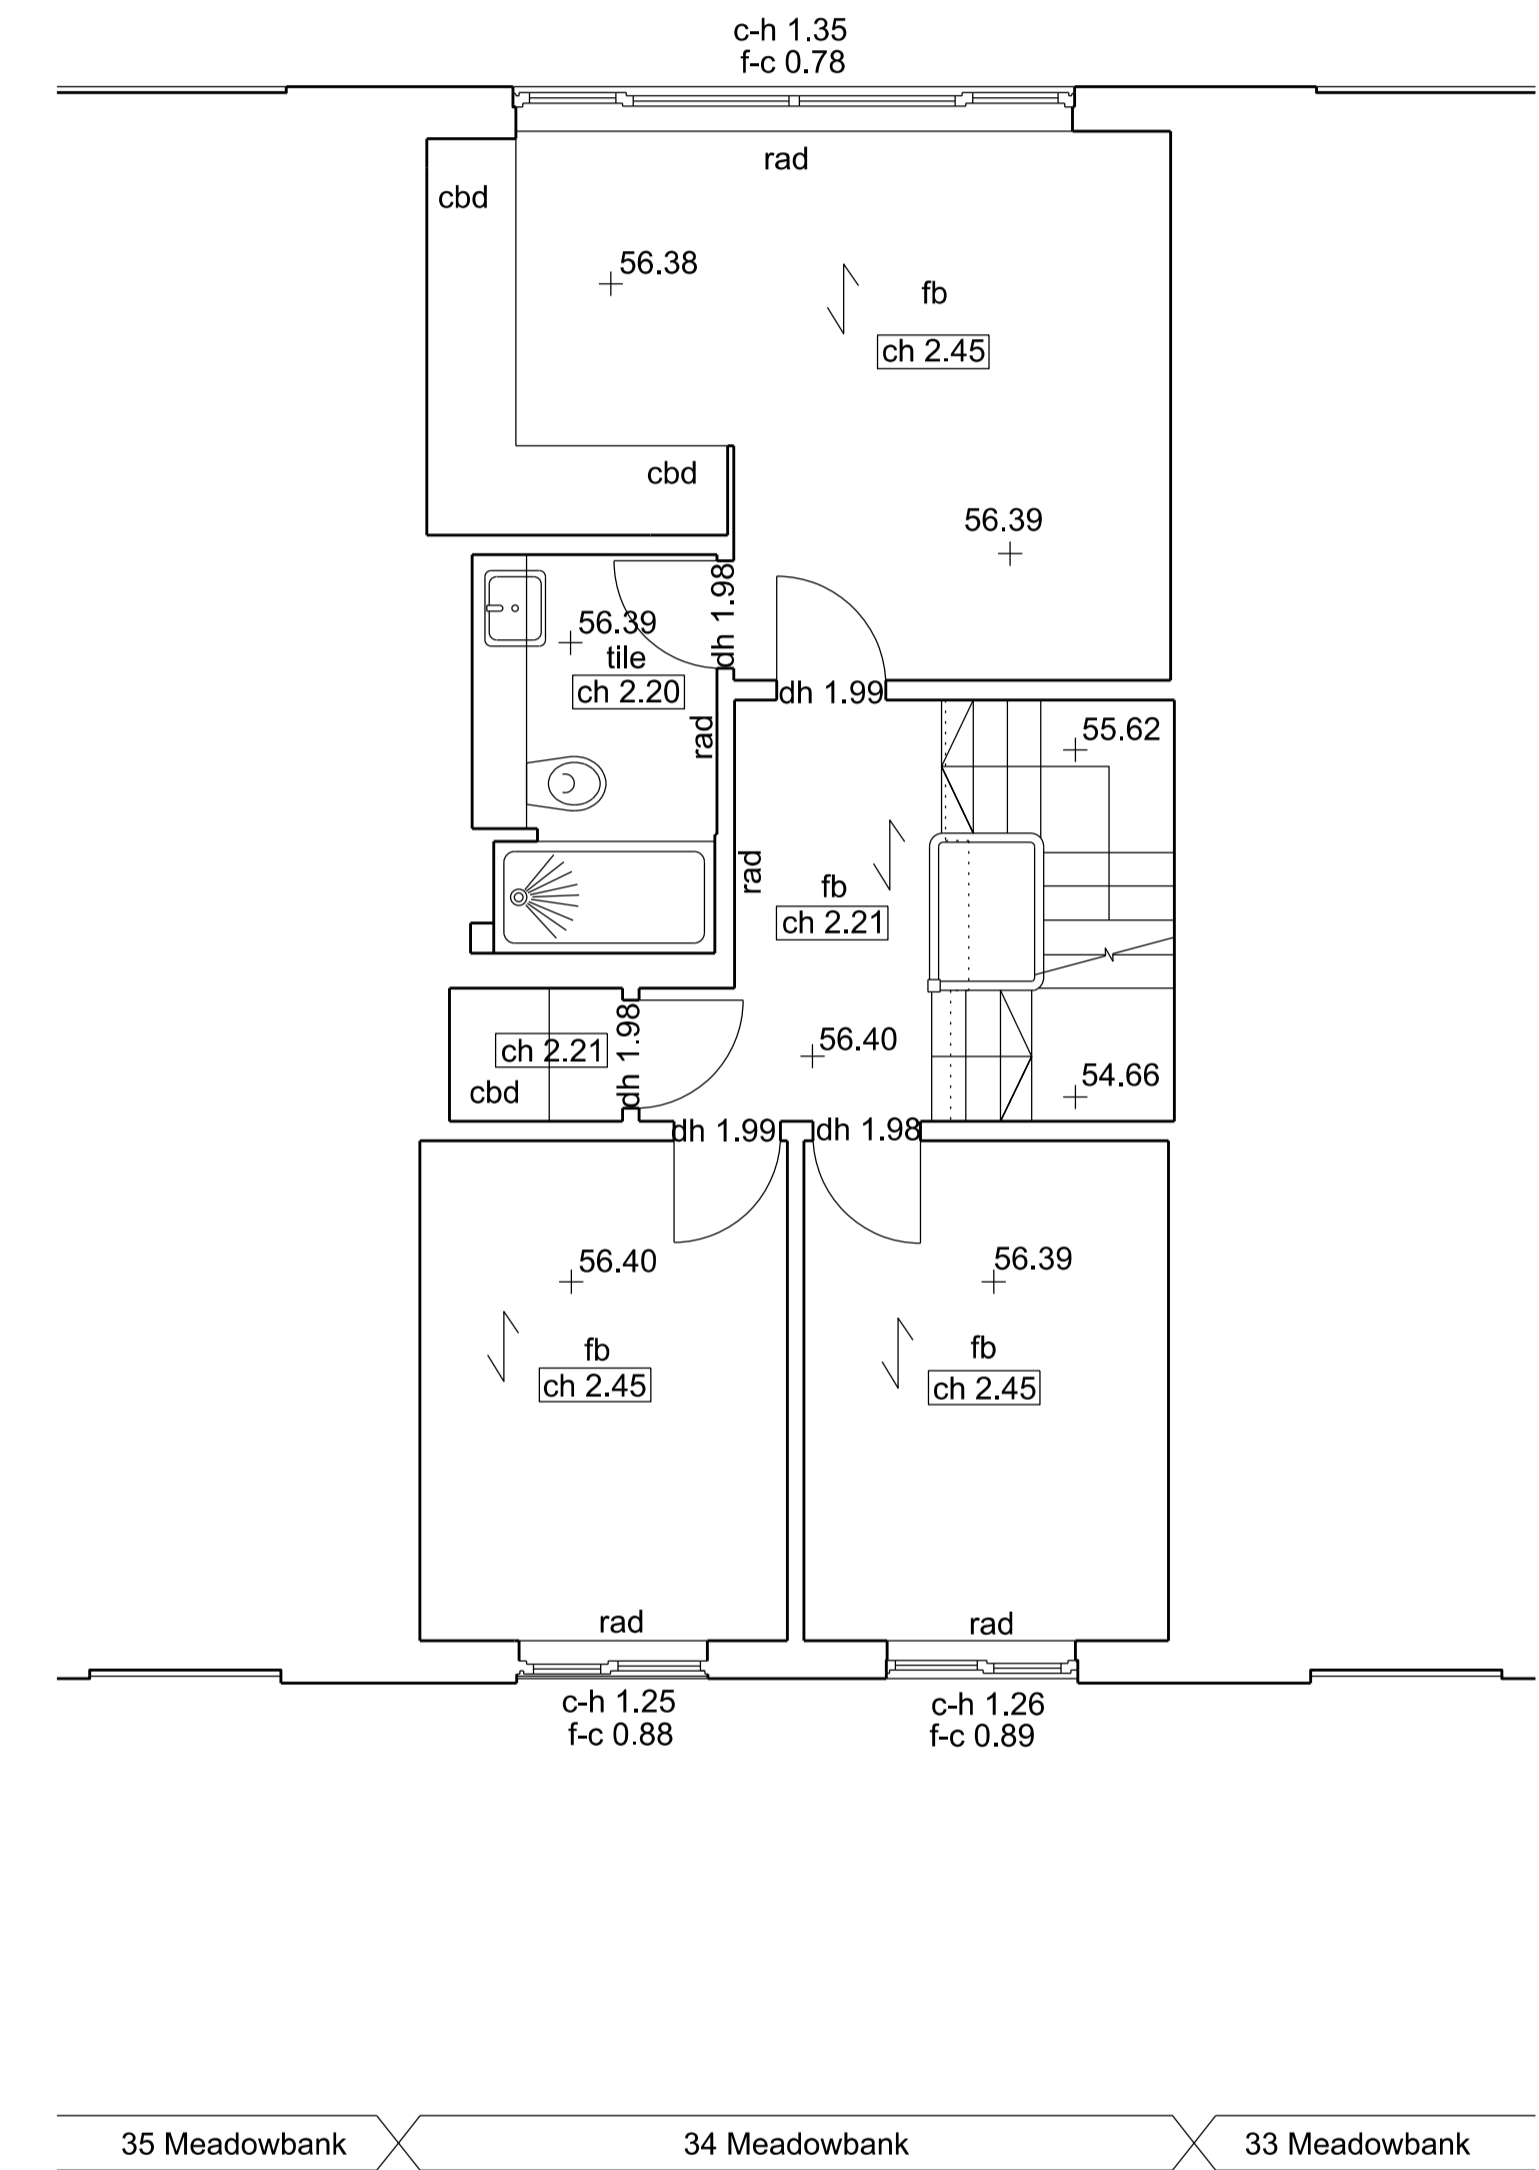 c-h 1.35
f-c 0.78
rad
cbd
56.38
fb
ch 2.45
cbd
56.39
dh 1.98
56.39
tile
ch 2.20
rad
dh 1.99
55.62
rad
fb
ch 2.21
56.40
ch 2.21
dh 1.98
cbd
54.66
dh 1.99
dh 1.98
56.40
fb
ch 2.45
56.39
fb
ch 2.45
rad
rad
c-h 1.25
f-c 0.88
c-h 1.26
f-c 0.89
35 Meadowbank
34 Meadowbank
33 Meadowbank